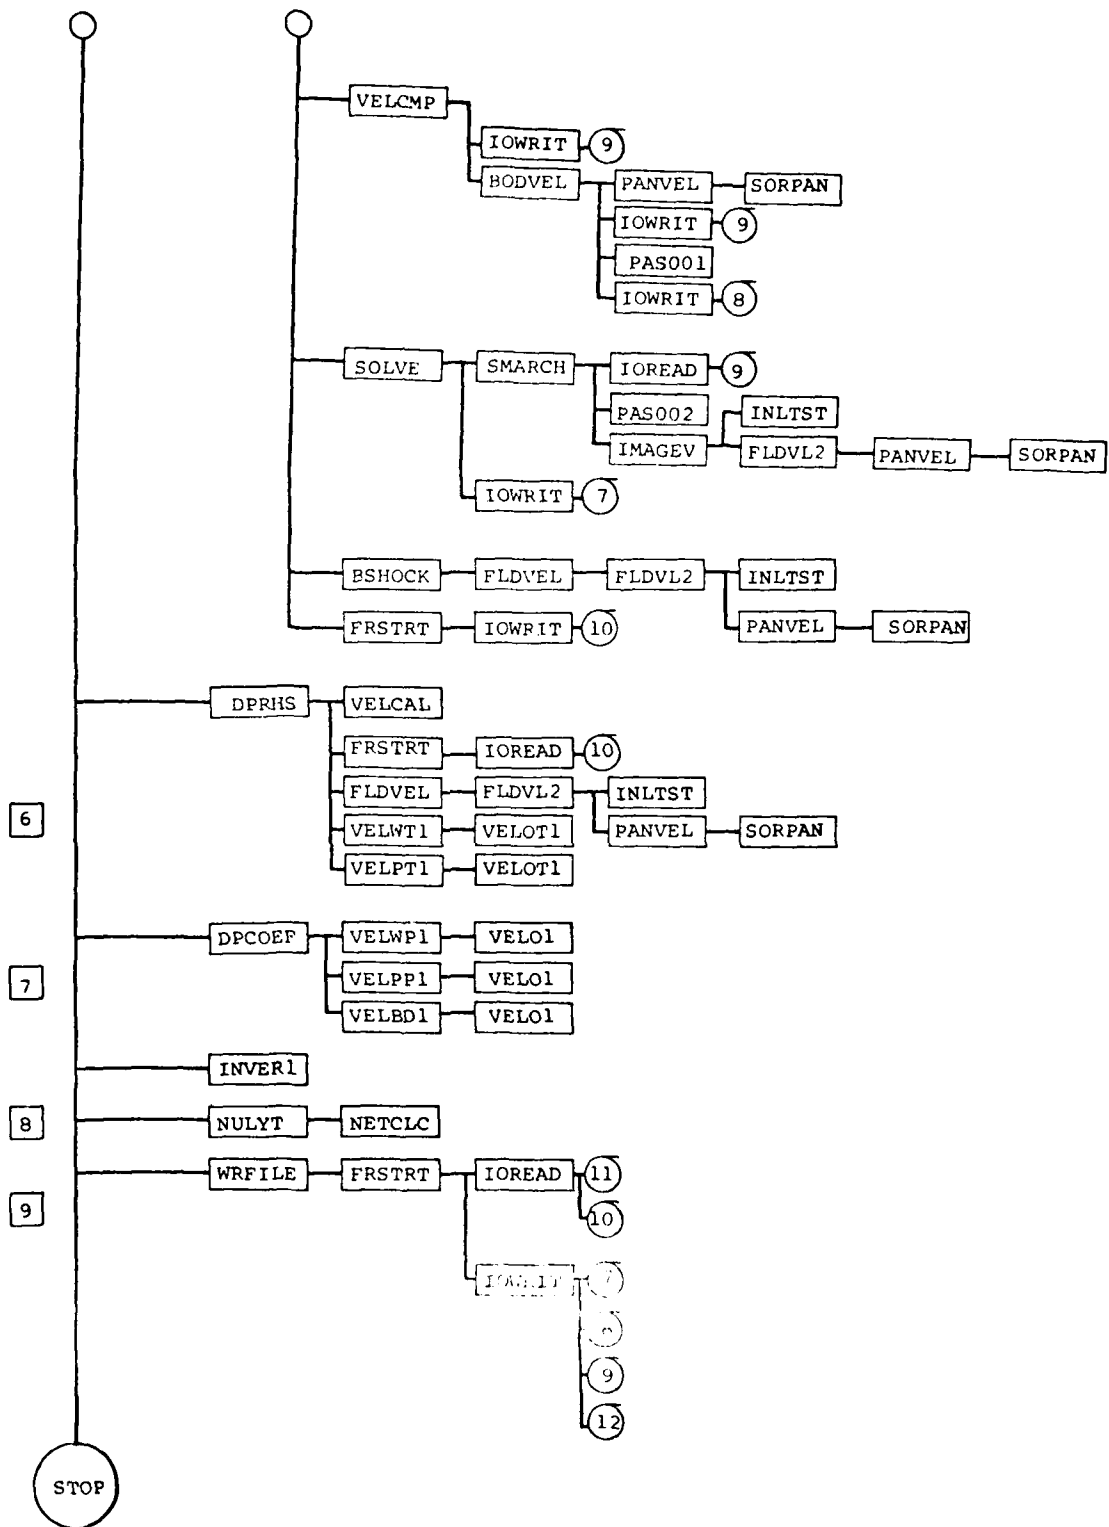 VELCMP
IOWRIT 9
BODVEL PANVEL SORPAN
IOWRIT 9
PAS001
IOWRIT 8
SOLVE SMARCH IOREAD 9
PAS002 INLTST
IMAGEV FLDVL2 PANVEL SORPAN
IOWRIT 7
BSHOCK FLDVEL FLDVL2 INLTST
FRSTRT IOWRIT 10 PANVEL SORPAN
DPRHS VELCAL
FRSTRT IOREAD 10
FLDVEL FLDVL2 INLTST
6 VELWT1 VELOT1 PANVEL SORPAN
VELPT1 VELOT1
DPCOEF VELWP1 VELO1
7 VELPP1 VELO1
VELBD1 VELO1
INVER1
8 NULYT NETCLC
WRFILE FRSTRT IOREAD 11
9 10
IOWRIT 7
9
12
STOP